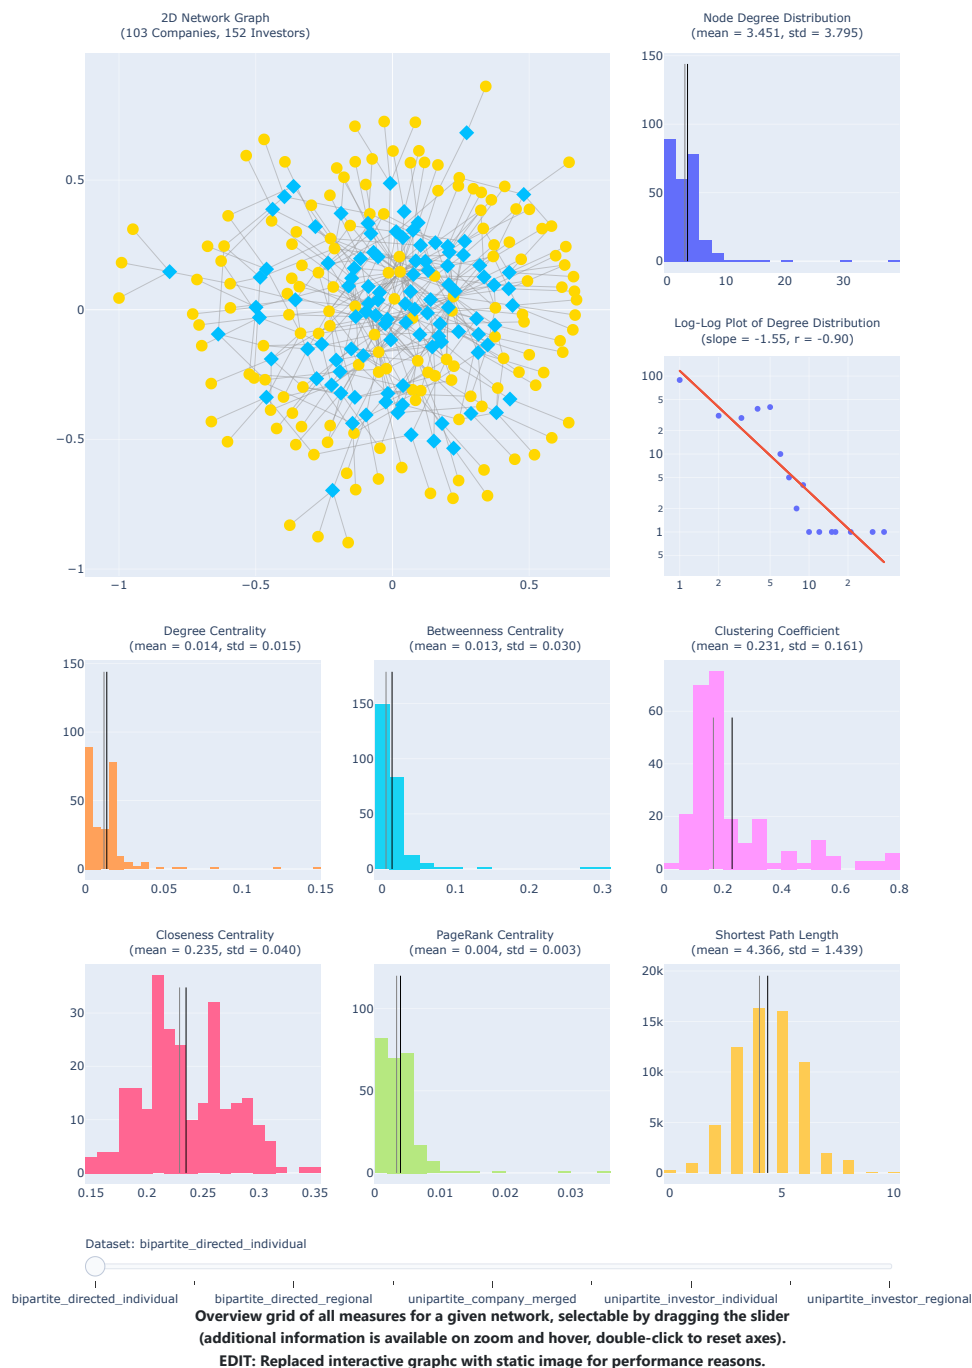 2D Network Graph
(103 Companies, 152 Investors)
0.5
0
−0.5
−1
−1
−0.5
0
0.5
Node Degree Distribution
(mean = 3.451, std = 3.795)
150
100
50
0
0
10
20
30
Log-Log Plot of Degree Distribution
(slope = -1.55, r = -0.90)
100
5
2
10
5
2
1
5
1
2
5
10
2
Degree Centrality
(mean = 0.014, std = 0.015)
150
100
50
0
0
0.05
0.1
0.15
Betweenness Centrality
(mean = 0.013, std = 0.030)
150
100
50
0
0
0.1
0.2
0.3
Clustering Coefficient
(mean = 0.231, std = 0.161)
60
40
20
0
0
0.2
0.4
0.6
0.8
Closeness Centrality
(mean = 0.235, std = 0.040)
30
20
10
0
0.15
0.2
0.25
0.3
0.35
PageRank Centrality
(mean = 0.004, std = 0.003)
100
50
0
0
0.01
0.02
0.03
Shortest Path Length
(mean = 4.366, std = 1.439)
20k
15k
10k
5k
0
0
5
10
Dataset: bipartite_directed_individual
bipartite_directed_individual
bipartite_directed_regional
unipartite_company_merged
unipartite_investor_individual
unipartite_investor_regional
Overview grid of all measures for a given network, selectable by dragging the slider
(additional information is available on zoom and hover, double-click to reset axes).
EDIT: Replaced interactive graphc with static image for performance reasons.